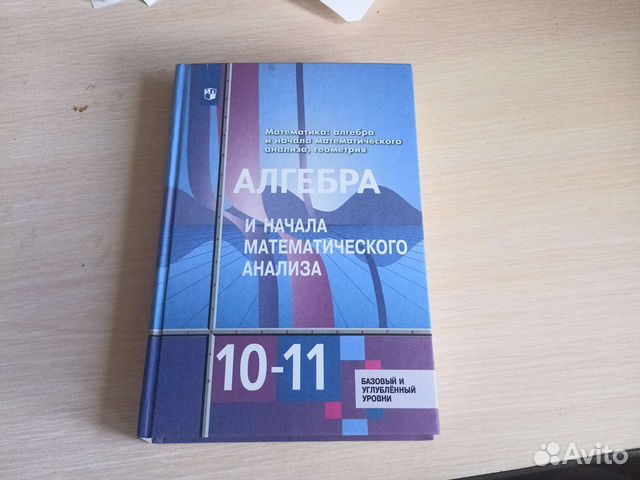 Математика: алгебра
и начала математического
анализа, геометрия
АЛГЕБРА
И НАЧАЛА
МАТЕМАТИЧЕСКОГО
АНАЛИЗА
10-11
БАЗОВЫЙ И
УГЛУБЛЁННЫЙ
УРОВНИ
Avito